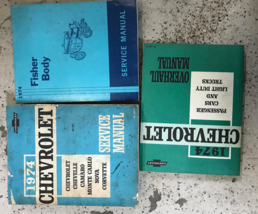 1974
Fisher
Body
SERVICE MANUAL
1974
CHEVROLET
CHEVROLET
CHEVELLE
CAMARO
MONTE CARLO
NOVA
CORVETTE
SERVICE
MANUAL
1974
CHEVROLET
PASSENGER
CARS AND
LIGHT DUTY
TRUCKS
OVERHAUL
MANUAL